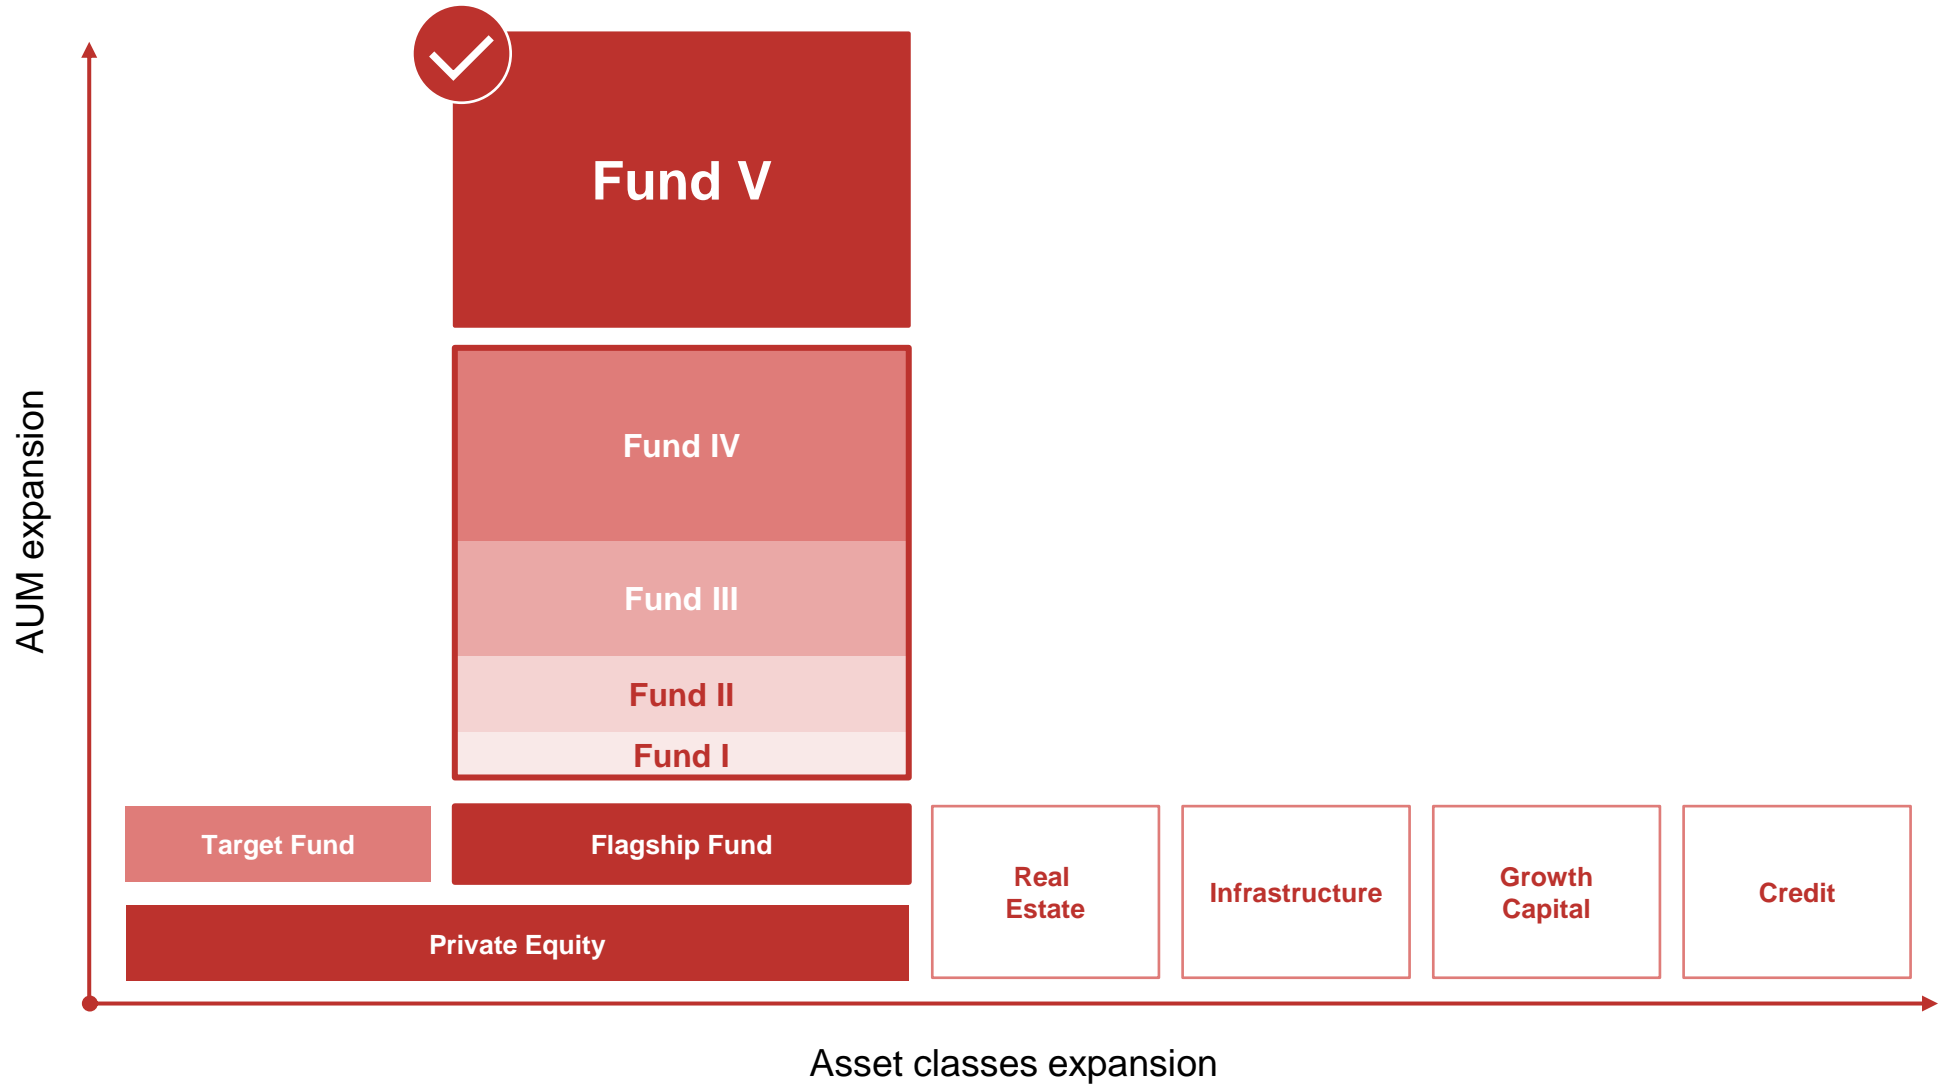 Fund V
Fund IV
Fund III
Fund II
Fund I
AUM expansion
Target Fund
Flagship Fund
Private Equity
Real
Estate
Infrastructure
Growth
Capital
Credit
Asset classes expansion